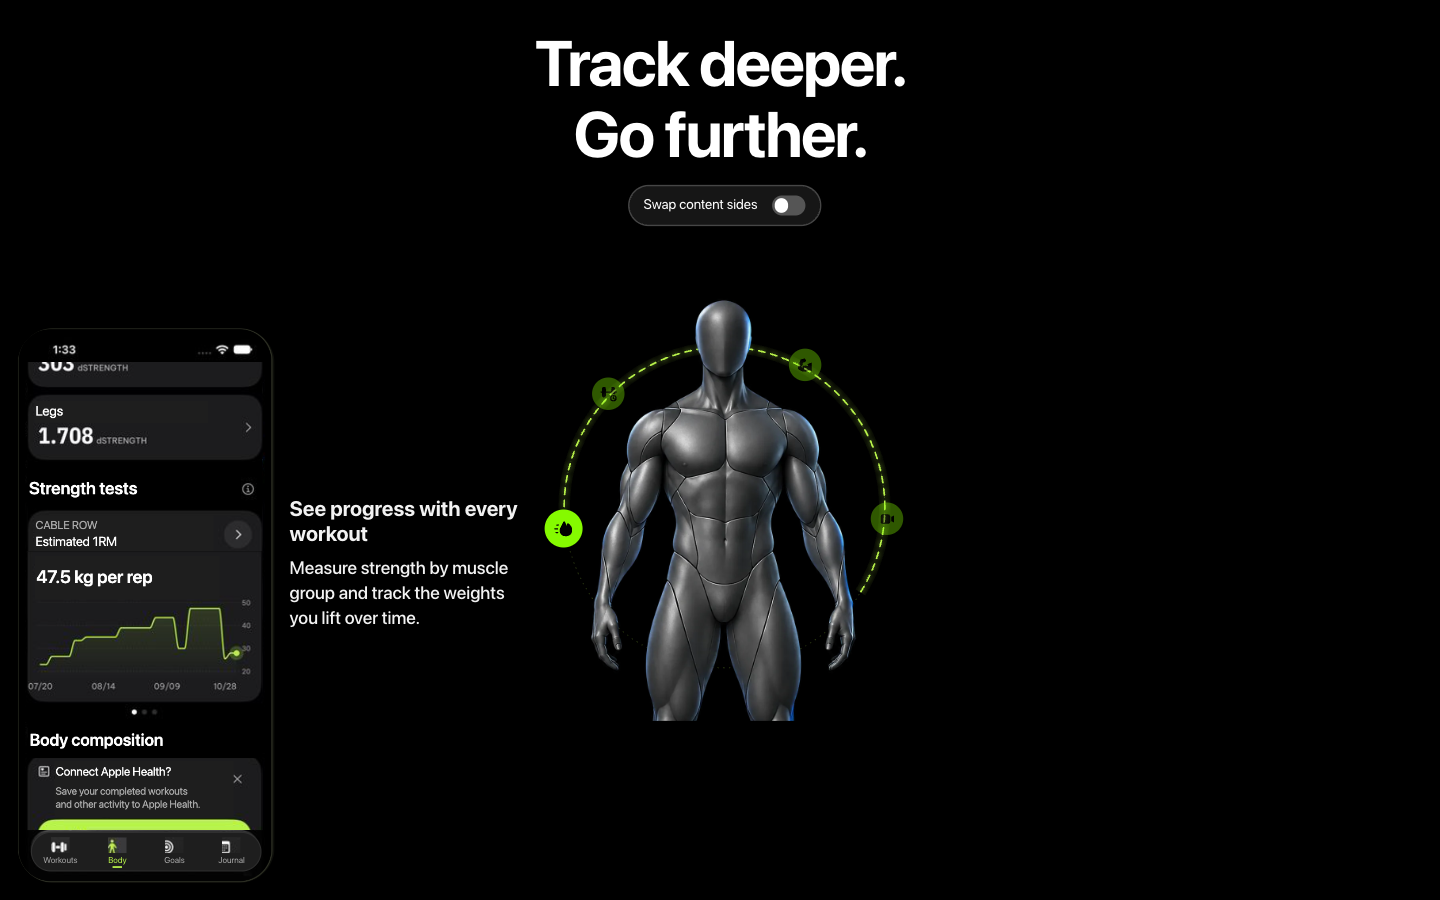 Track deeper.
Go further.
Swap content sides
1:33
303 dSTRENGTH
Legs
1.708 dSTRENGTH
Strength tests
CABLE ROW
Estimated 1RM
47.5 kg per rep
50
40
30
20
07/20 08/14 09/09 10/28
Body composition
Connect Apple Health?
Save your completed workouts
and other activity to Apple Health.
Workouts Body Goals Journal
See progress with every
workout
Measure strength by muscle
group and track the weights
you lift over time.